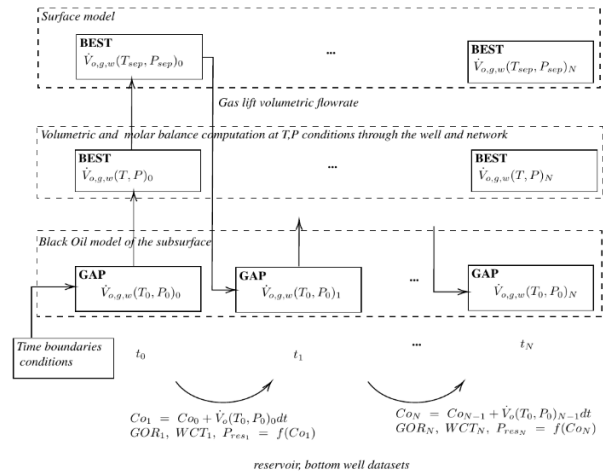 Surface model
BEST
V̇o,g,w(Tsep, Psep)0
...
BEST
V̇o,g,w(Tsep, Psep)N
Gas lift volumetric flowrate
Volumetric and molar balance computation at T,P conditions through the well and network
BEST
V̇o,g,w(T, P)0
...
BEST
V̇o,g,w(T, P)N
Black Oil model of the subsurface
GAP
V̇o,g,w(T0, P0)0
GAP
V̇o,g,w(T0, P0)1
...
GAP
V̇o,g,w(T0, P0)N
Time boundaries
conditions
t0
t1
...
tN
Co1 = Co0 + V̇o(T0, P0)0dt
GOR1, WCT1, Pres1 = f(Co1)
CoN = CoN−1 + V̇o(T0, P0)N−1dt
GORN, WCTN, PresN = f(CoN)
reservoir, bottom well datasets